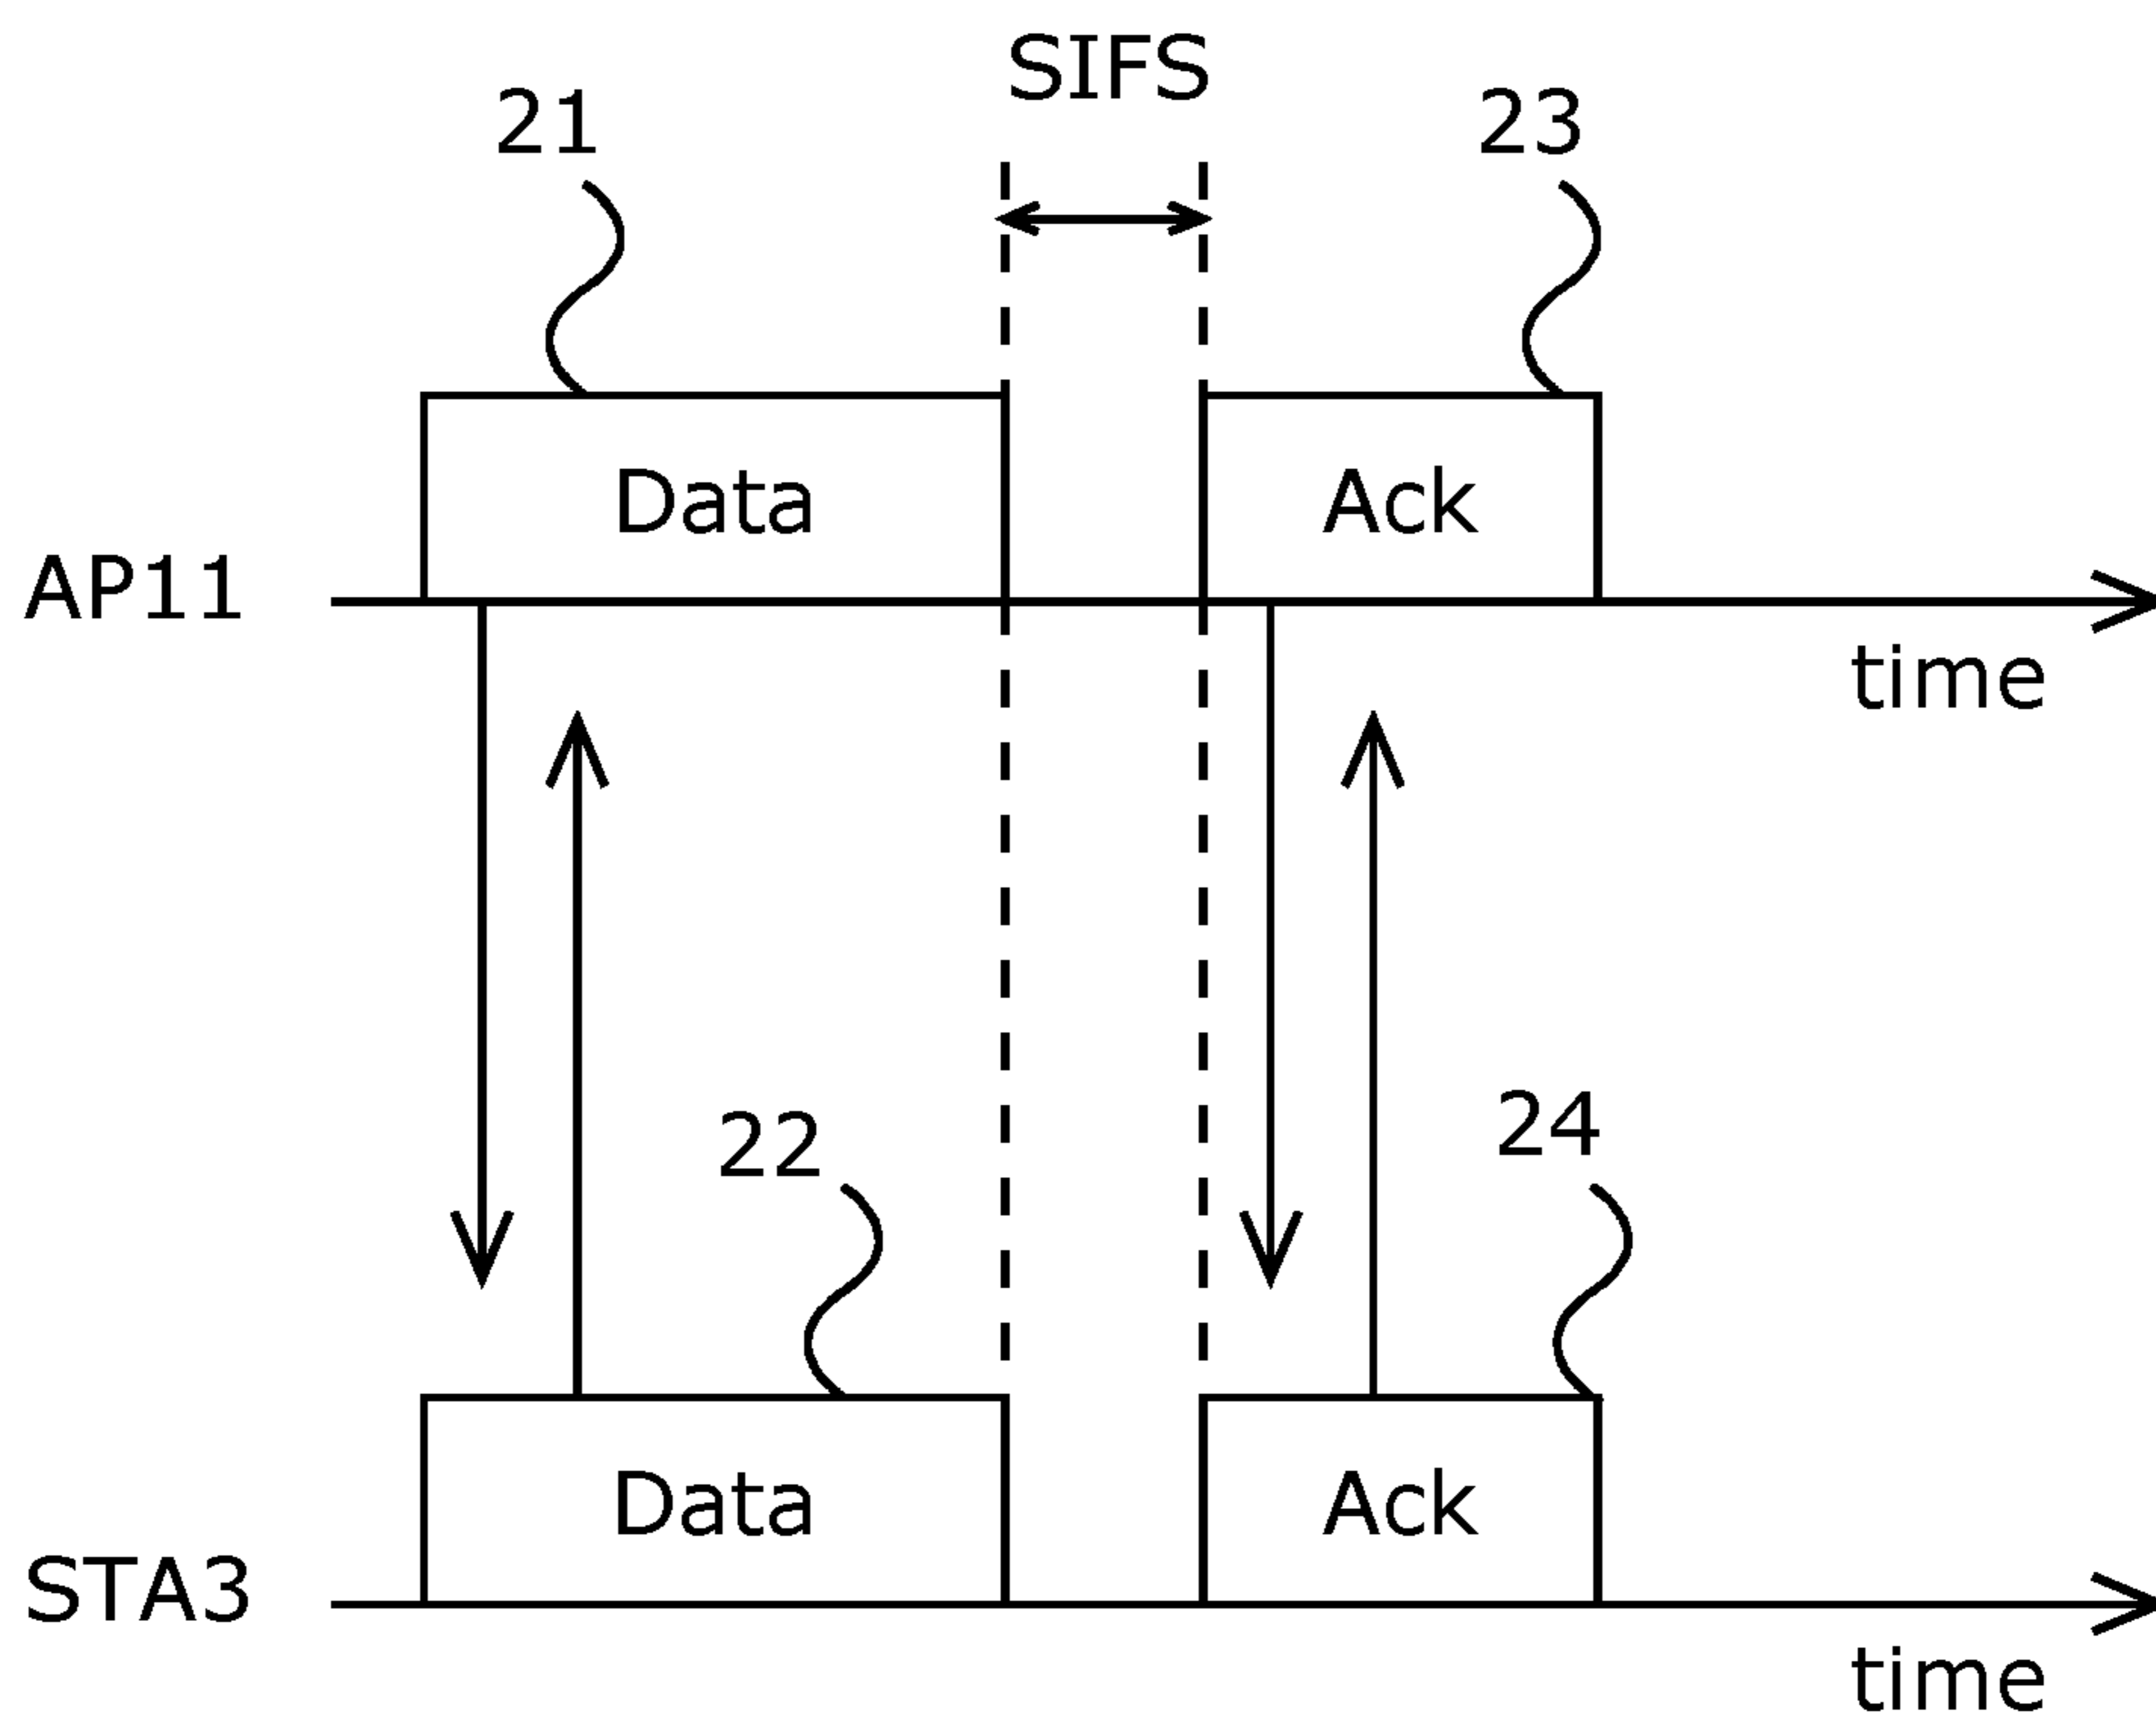 SIFS
21
23
Data
Ack
AP11
time
22
24
Data
Ack
STA3
time